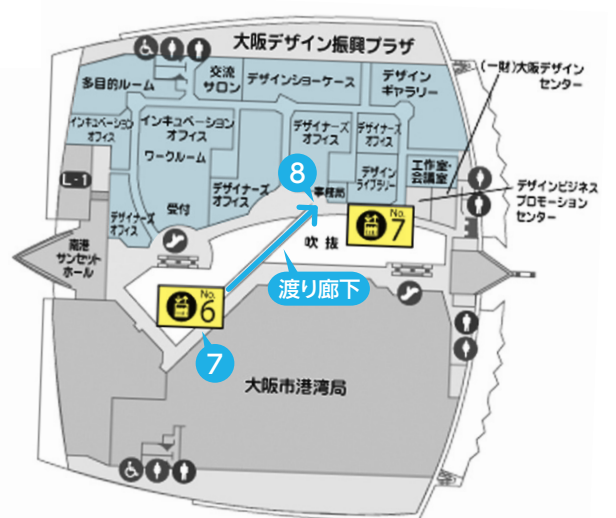 大阪デザイン振興プラザ
(一財)大阪デザイン
センター
多目的ルーム
交流
サロン
デザインショーケース
デザイン
ギャラリー
インキュベーション
オフィス
インキュベーション
オフィス
ワークルーム
デザイナーズ
オフィス
デザイナーズ
オフィス
工作室・
会議室
L-1
デザイナーズ
オフィス
8
事務局
デザイン
ライブラリー
デザインビジネス
プロモーション
センター
デザイナーズ
オフィス
受付
No.
7
南港
サンセット
ホール
吹抜
渡り廊下
No.
6
7
大阪市港湾局